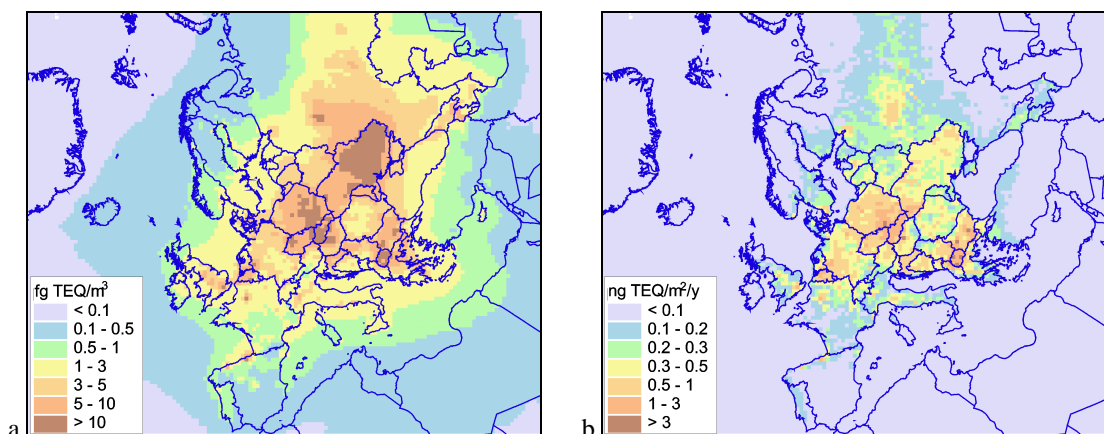 fg TEQ/m³
< 0.1
0.1 - 0.5
0.5 - 1
1 - 3
3 - 5
5 - 10
> 10
a
ng TEQ/m²/y
< 0.1
0.1 - 0.2
0.2 - 0.3
0.3 - 0.5
0.5 - 1
1 - 3
> 3
b